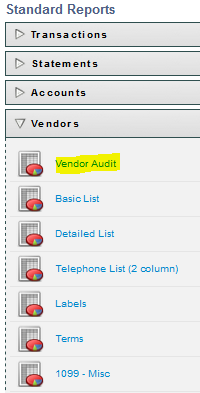 Standard Reports
Transactions
Statements
Accounts
Vendors
Vendor Audit
Basic List
Detailed List
Telephone List (2 column)
Labels
Terms
1099 - Misc